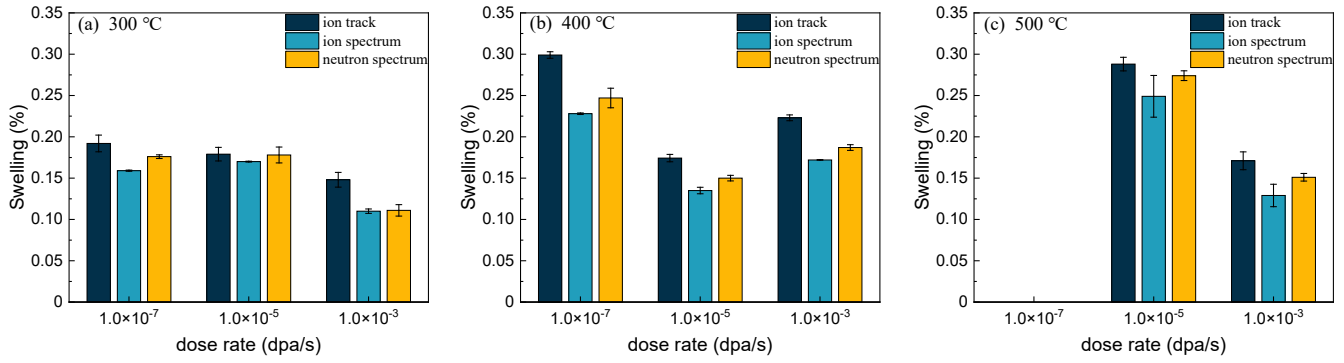 (a) 300 ℃
ion track
ion spectrum
neutron spectrum
0.35
0.30
0.25
0.20
0.15
0.10
0.05
0
Swelling (%)
1.0×10⁻⁷
1.0×10⁻⁵
1.0×10⁻³
dose rate (dpa/s)
(b) 400 ℃
ion track
ion spectrum
neutron spectrum
0.35
0.30
0.25
0.20
0.15
0.10
0.05
0
Swelling (%)
1.0×10⁻⁷
1.0×10⁻⁵
1.0×10⁻³
dose rate (dpa/s)
(c) 500 ℃
ion track
ion spectrum
neutron spectrum
0.35
0.30
0.25
0.20
0.15
0.10
0.05
0
Swelling (%)
1.0×10⁻⁷
1.0×10⁻⁵
1.0×10⁻³
dose rate (dpa/s)